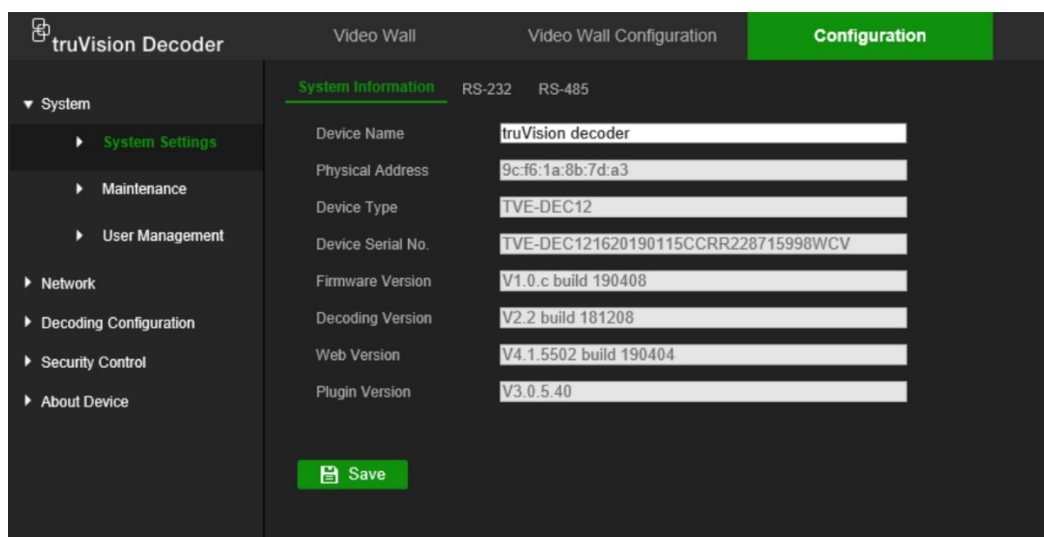 truVision Decoder
Video Wall
Video Wall Configuration
Configuration
System
System Settings
Maintenance
User Management
Network
Decoding Configuration
Security Control
About Device
System Information
RS-232
RS-485
Device Name
truVision decoder
Physical Address
9c:f6:1a:8b:7d:a3
Device Type
TVE-DEC12
Device Serial No.
TVE-DEC121620190115CCRR228715998WCV
Firmware Version
V1.0.c build 190408
Decoding Version
V2.2 build 181208
Web Version
V4.1.5502 build 190404
Plugin Version
V3.0.5.40
Save